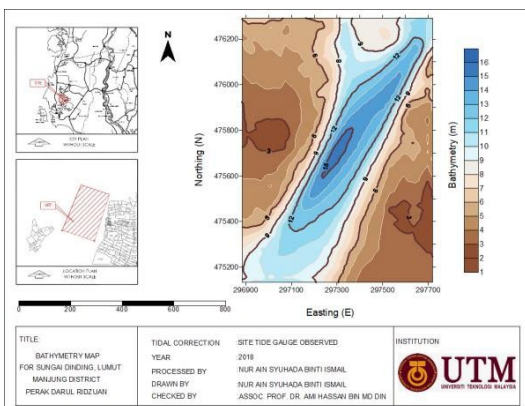 SITE
KEY PLAN
WITHOUT SCALE
SITE
LOCATION PLAN
WITHOUT SCALE
N
Northing (N)
476200
476000
475800
475600
475400
475200
296900
297100
297300
297500
297700
Easting (E)
Bathymetry (m)
16
15
14
13
12
11
10
9
8
7
6
5
4
3
2
1
0 200 400 600 800
TITLE:
BATHYMETRY MAP
FOR SUNGAI DINDING, LUMUT
MANJUNG DISTRICT
PERAK DARUL RIDZUAN
TIDAL CORRECTION SITE TIDE GAUGE OBSERVED
YEAR 2018
PROCESSED BY NUR AIN SYUHADA BINTI ISMAIL
DRAWN BY NUR AIN SYUHADA BINTI ISMAIL
CHECKED BY ASSOC. PROF. DR. AMI HASSAN BIN MD DIN
INSTITUTION
UTM
UNIVERSITI TEKNOLOGI MALAYSIA